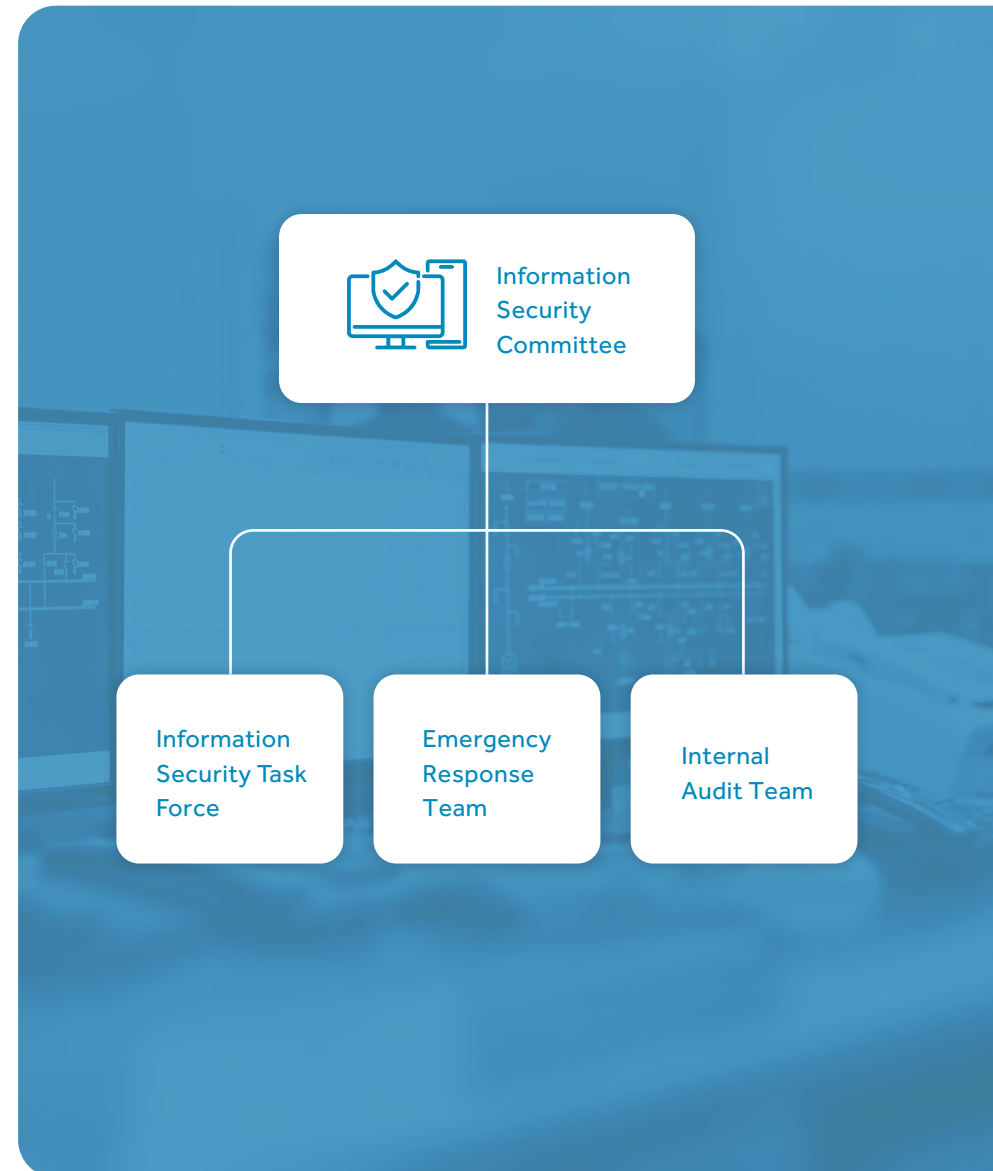 Information
Security
Committee
Information
Security Task
Force
Emergency
Response
Team
Internal
Audit Team